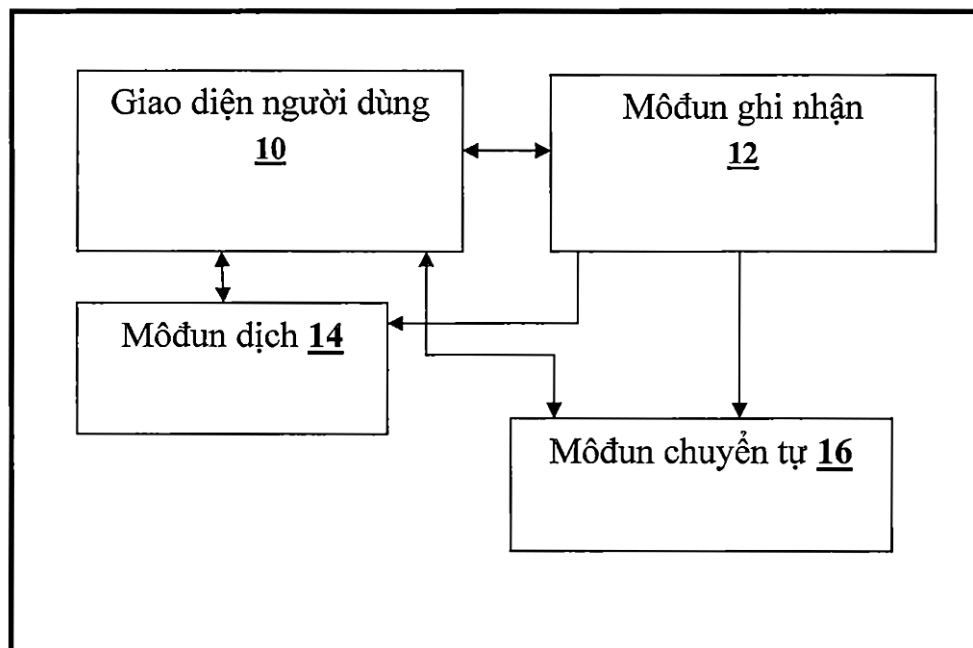 Giao diện người dùng
10
Môđun ghi nhận
12
Môđun dịch 14
Môđun chuyển tự 16